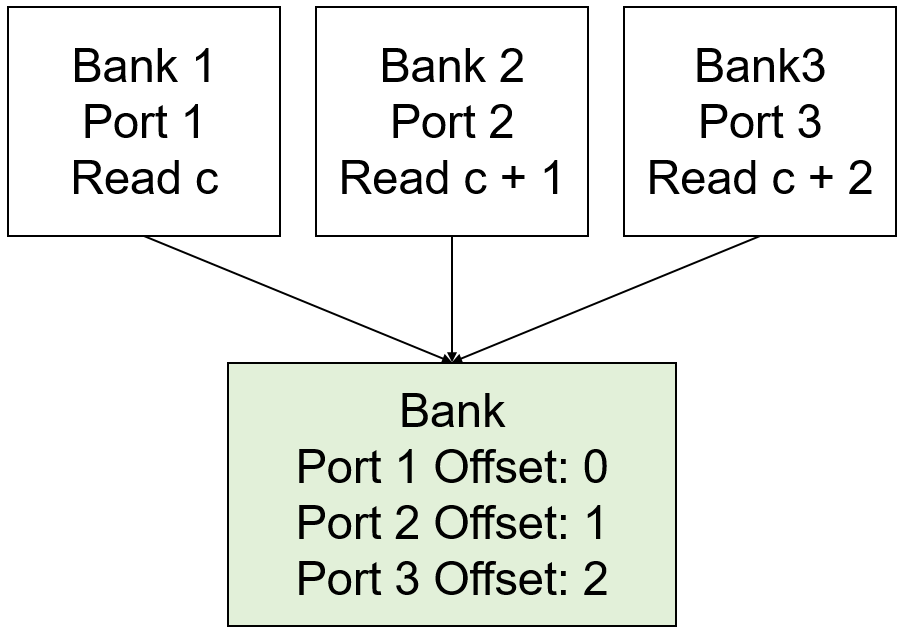 Bank 1
Port 1
Read c
Bank 2
Port 2
Read c + 1
Bank3
Port 3
Read c + 2
Bank
Port 1 Offset: 0
Port 2 Offset: 1
Port 3 Offset: 2